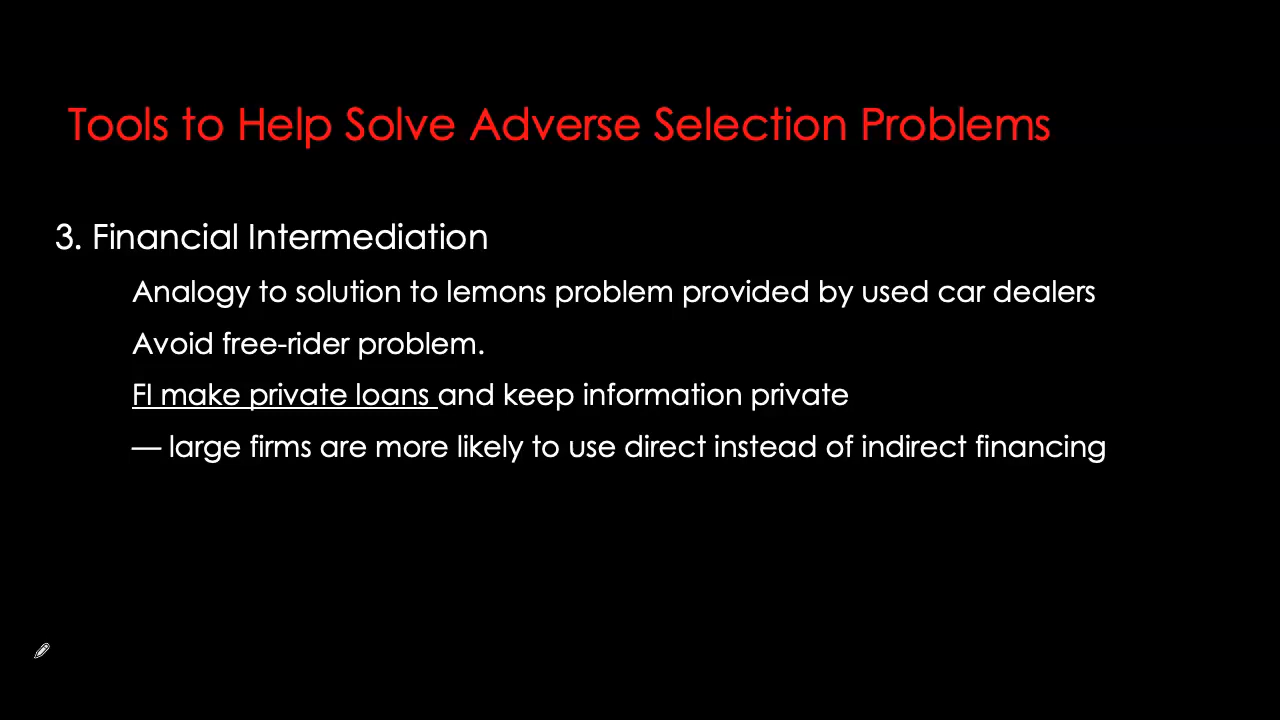 Tools to Help Solve Adverse Selection Problems
3. Financial Intermediation
Analogy to solution to lemons problem provided by used car dealers
Avoid free-rider problem.
FI make private loans and keep information private
— large firms are more likely to use direct instead of indirect financing